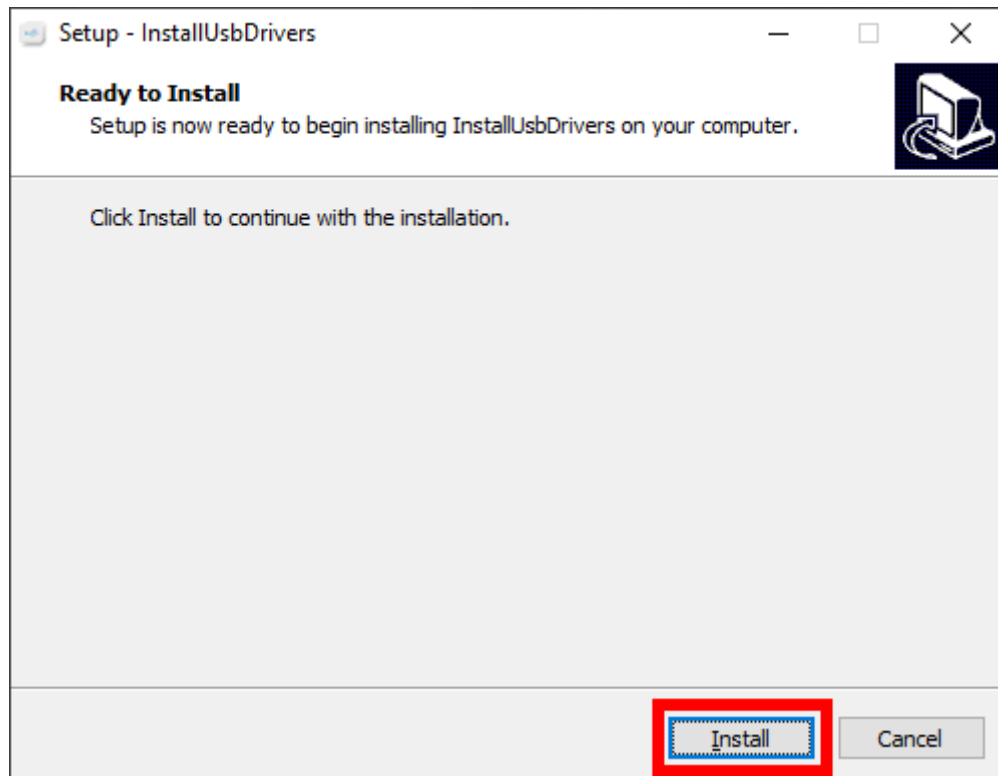 Setup - InstallUsbDrivers
Ready to Install
Setup is now ready to begin installing InstallUsbDrivers on your computer.
Click Install to continue with the installation.
Install
Cancel